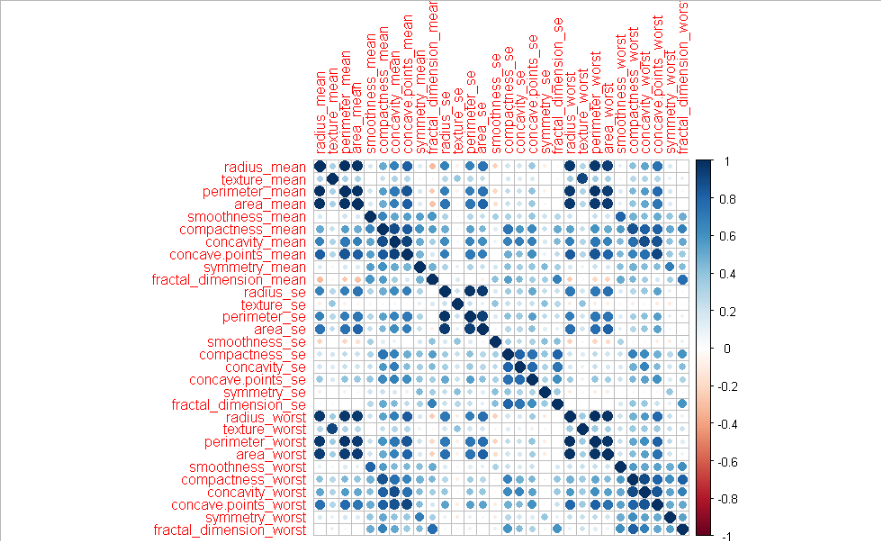 radius_mean
texture_mean
perimeter_mean
area_mean
smoothness_mean
compactness_mean
concavity_mean
concave.points_mean
symmetry_mean
fractal_dimension_mean
radius_se
texture_se
perimeter_se
area_se
smoothness_se
compactness_se
concavity_se
concave.points_se
symmetry_se
fractal_dimension_se
radius_worst
texture_worst
perimeter_worst
area_worst
smoothness_worst
compactness_worst
concavity_worst
concave.points_worst
symmetry_worst
fractal_dimension_worst
radius_mean
texture_mean
perimeter_mean
area_mean
smoothness_mean
compactness_mean
concavity_mean
concave.points_mean
symmetry_mean
fractal_dimension_mean
radius_se
texture_se
perimeter_se
area_se
smoothness_se
compactness_se
concavity_se
concave.points_se
symmetry_se
fractal_dimension_se
radius_worst
texture_worst
perimeter_worst
area_worst
smoothness_worst
compactness_worst
concavity_worst
concave.points_worst
symmetry_worst
fractal_dimension_worst
1
0.8
0.6
0.4
0.2
0
-0.2
-0.4
-0.6
-0.8
-1